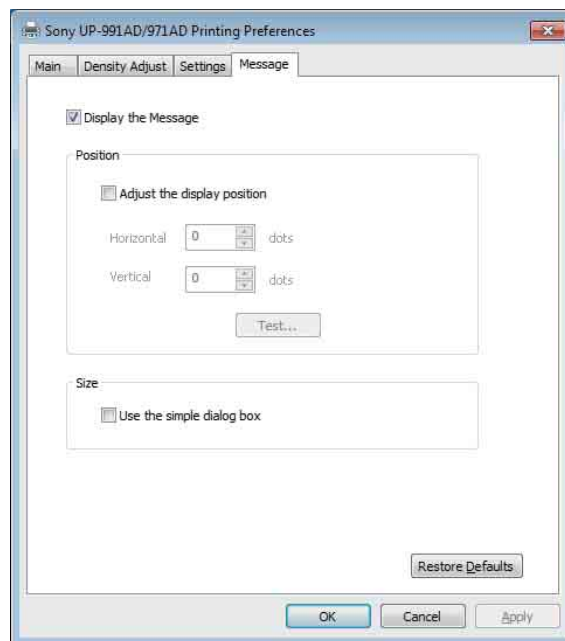 Sony UP-991AD/971AD Printing Preferences
Main Density Adjust Settings Message
Display the Message
Position
Adjust the display position
Horizontal 0 dots
Vertical 0 dots
Test...
Size
Use the simple dialog box
Restore Defaults
OK Cancel Apply